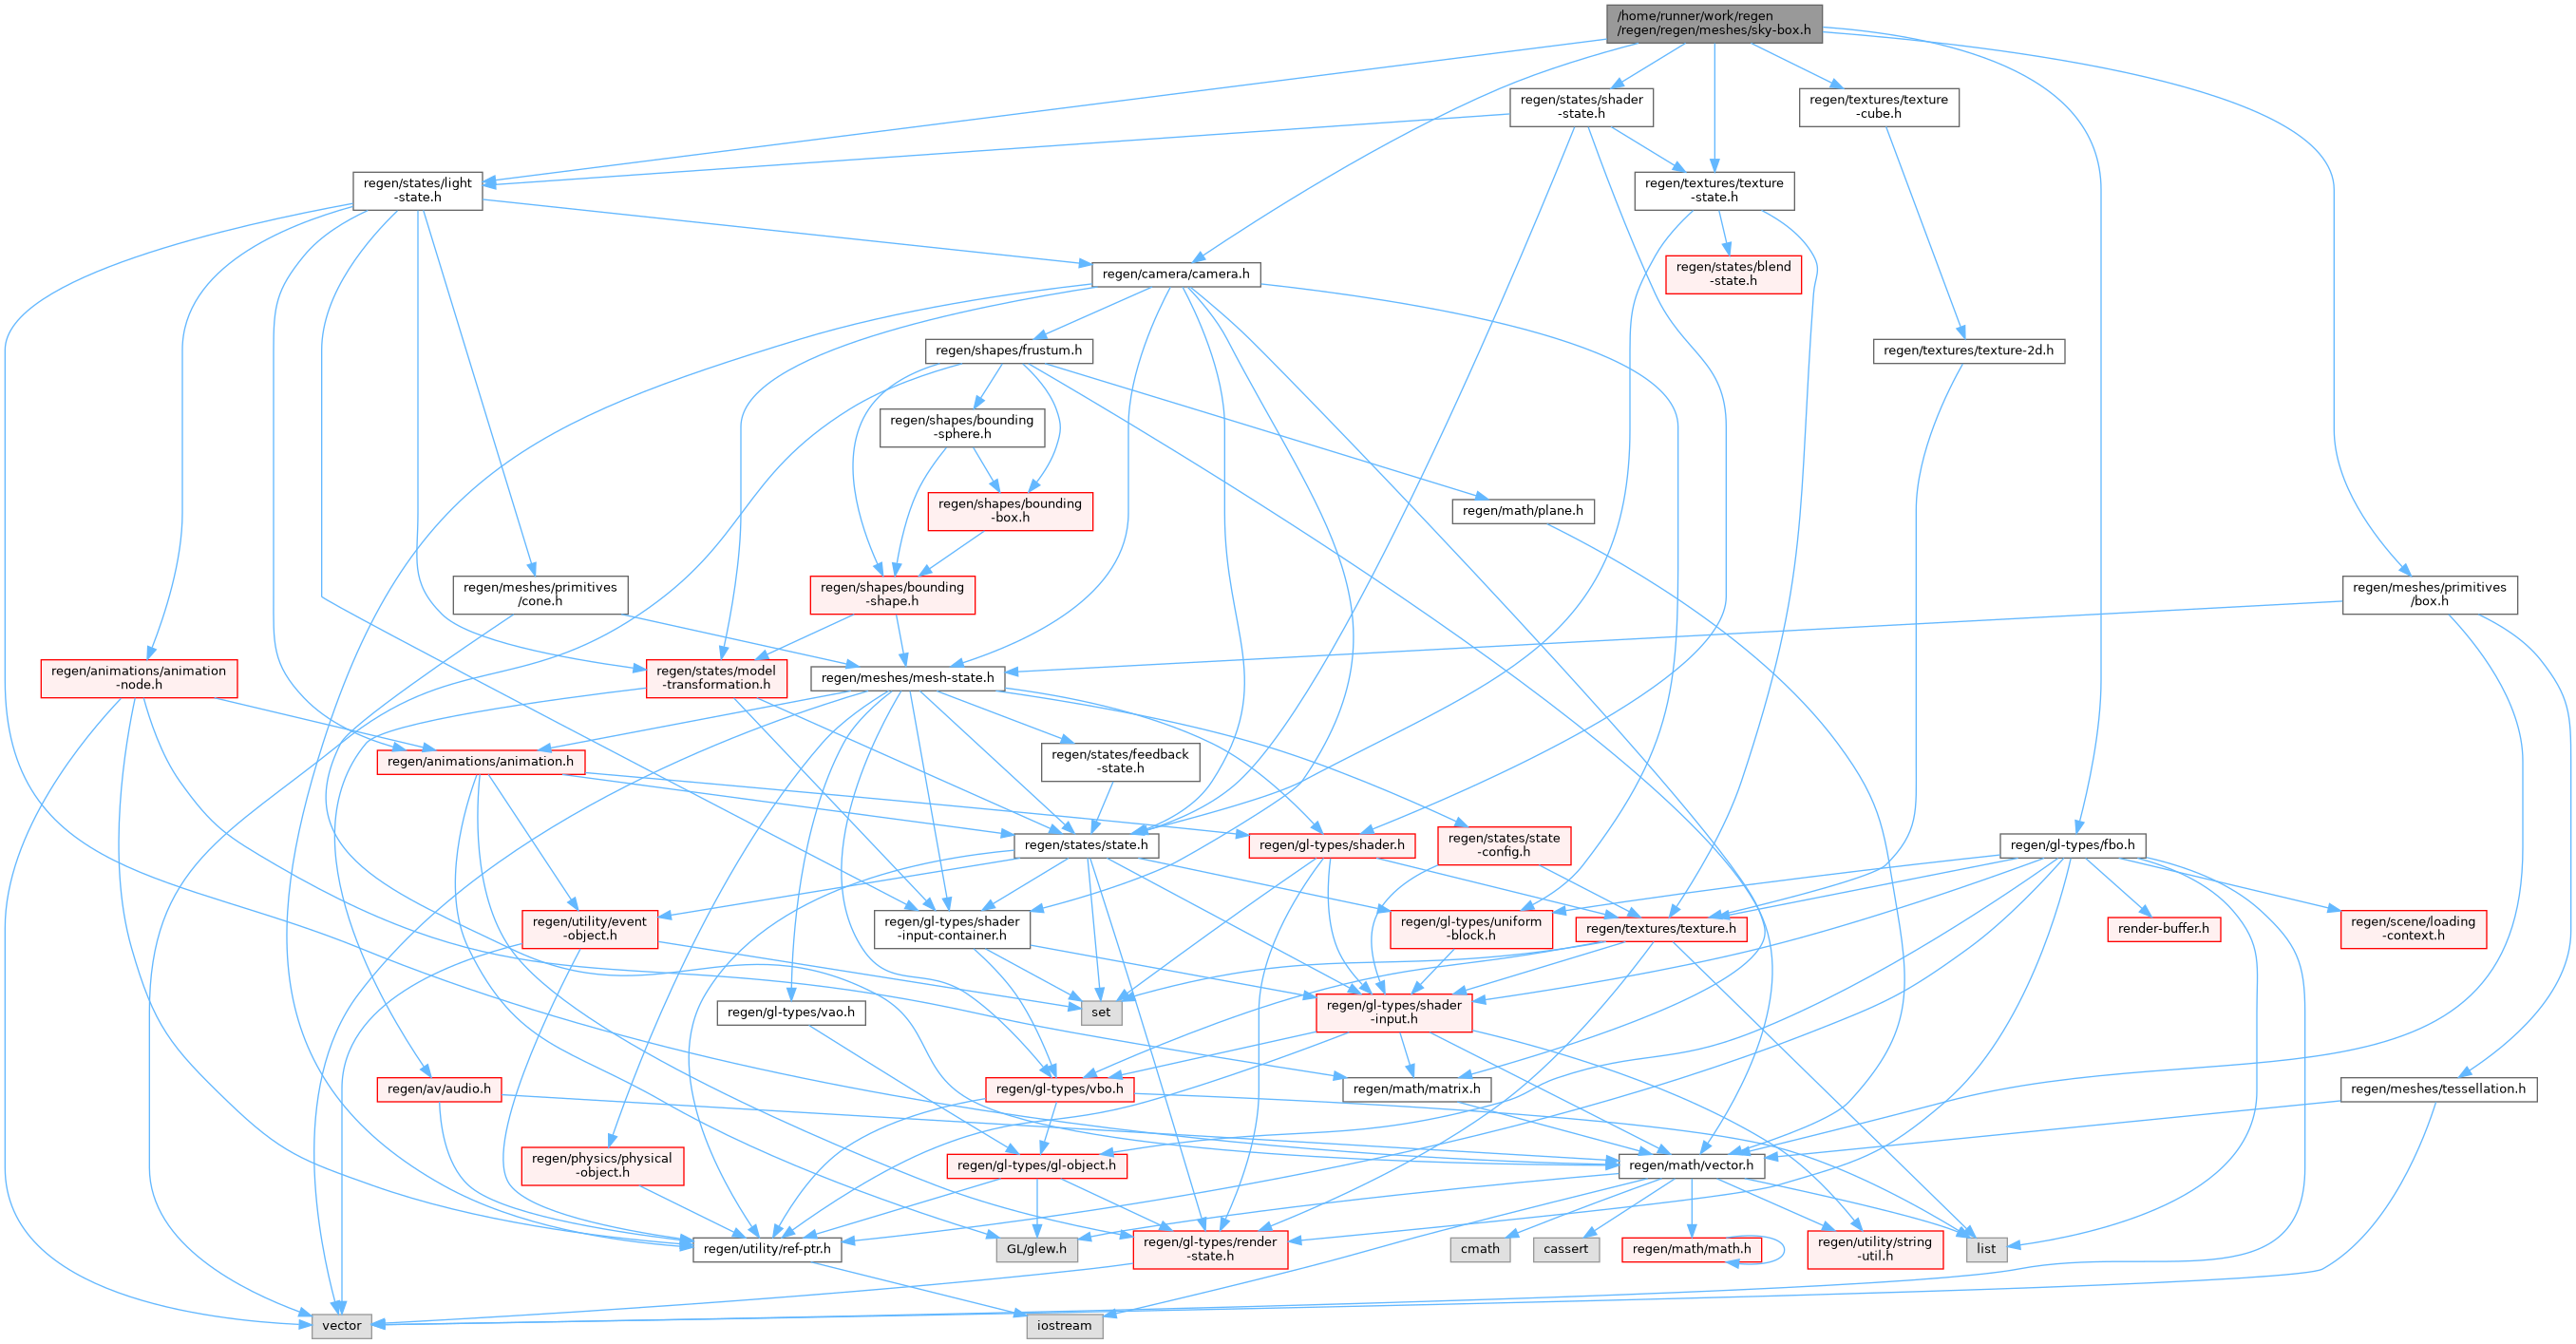 /home/runner/work/regen
/regen/regen/meshes/sky-box.h
regen/states/shader
-state.h
regen/textures/texture
-cube.h
regen/states/light
-state.h
regen/textures/texture
-state.h
regen/camera/camera.h
regen/states/blend
-state.h
regen/shapes/frustum.h
regen/textures/texture-2d.h
regen/shapes/bounding
-sphere.h
regen/shapes/bounding
-box.h
regen/math/plane.h
regen/meshes/primitives
/cone.h
regen/shapes/bounding
-shape.h
regen/meshes/primitives
/box.h
regen/animations/animation
-node.h
regen/states/model
-transformation.h
regen/meshes/mesh-state.h
regen/animations/animation.h
regen/states/feedback
-state.h
regen/states/state.h
regen/gl-types/shader.h
regen/states/state
-config.h
regen/gl-types/fbo.h
regen/utility/event
-object.h
regen/gl-types/shader
-input-container.h
regen/gl-types/uniform
-block.h
regen/textures/texture.h
render-buffer.h
regen/scene/loading
-context.h
regen/gl-types/vao.h
set
regen/gl-types/shader
-input.h
regen/av/audio.h
regen/gl-types/vbo.h
regen/math/matrix.h
regen/meshes/tessellation.h
regen/physics/physical
-object.h
regen/gl-types/gl-object.h
regen/math/vector.h
regen/utility/ref-ptr.h
GL/glew.h
regen/gl-types/render
-state.h
cmath
cassert
regen/math/math.h
regen/utility/string
-util.h
list
vector
iostream